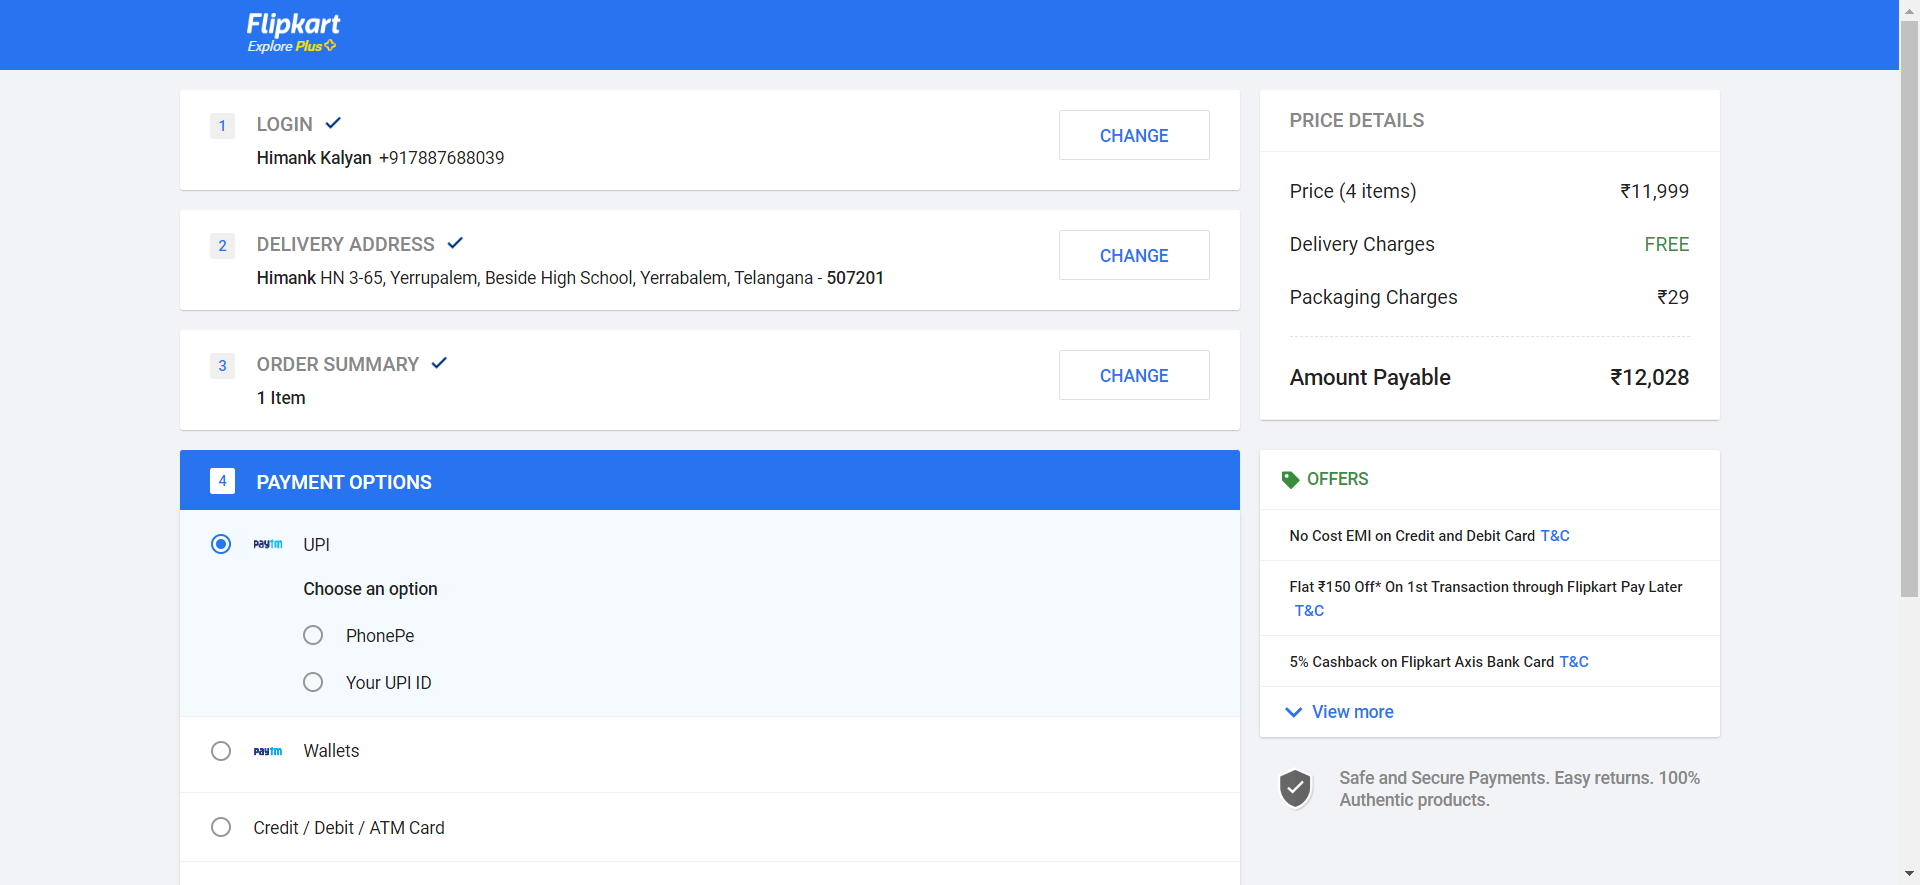 Flipkart
Explore Plus
1 LOGIN
CHANGE
Himank Kalyan +917887688039
2 DELIVERY ADDRESS
CHANGE
Himank HN 3-65, Yerrupalem, Beside High School, Yerrabalem, Telangana - 507201
3 ORDER SUMMARY
CHANGE
1 Item
4 PAYMENT OPTIONS
paytm UPI
Choose an option
PhonePe
Your UPI ID
paytm Wallets
Credit / Debit / ATM Card
PRICE DETAILS
Price (4 items) ₹11,999
Delivery Charges FREE
Packaging Charges ₹29
Amount Payable ₹12,028
OFFERS
No Cost EMI on Credit and Debit Card T&C
Flat ₹150 Off* On 1st Transaction through Flipkart Pay Later
T&C
5% Cashback on Flipkart Axis Bank Card T&C
View more
Safe and Secure Payments. Easy returns. 100%
Authentic products.